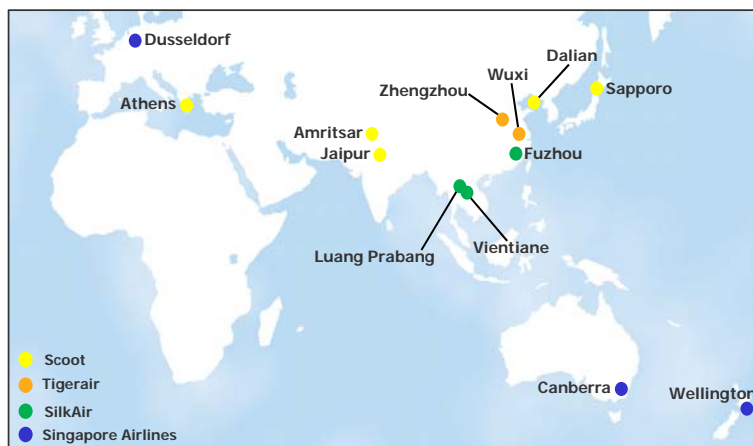 Dusseldorf
Dalian
Wuxi
Zhengzhou
Sapporo
Athens
Amritsar
Jaipur
Fuzhou
Luang Prabang
Vientiane
Canberra
Wellington
Scoot
Tigerair
SilkAir
Singapore Airlines